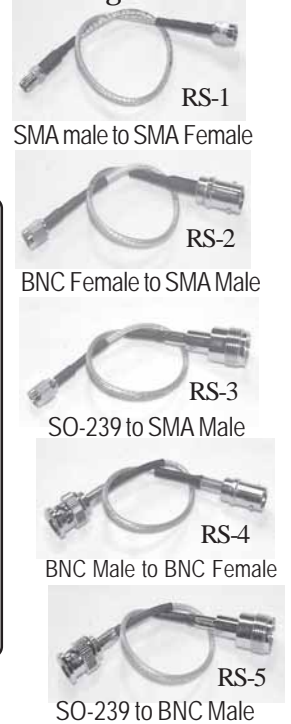 RS-1
SMA male to SMA Female
RS-2
BNC Female to SMA Male
RS-3
SO-239 to SMA Male
RS-4
BNC Male to BNC Female
RS-5
SO-239 to BNC Male